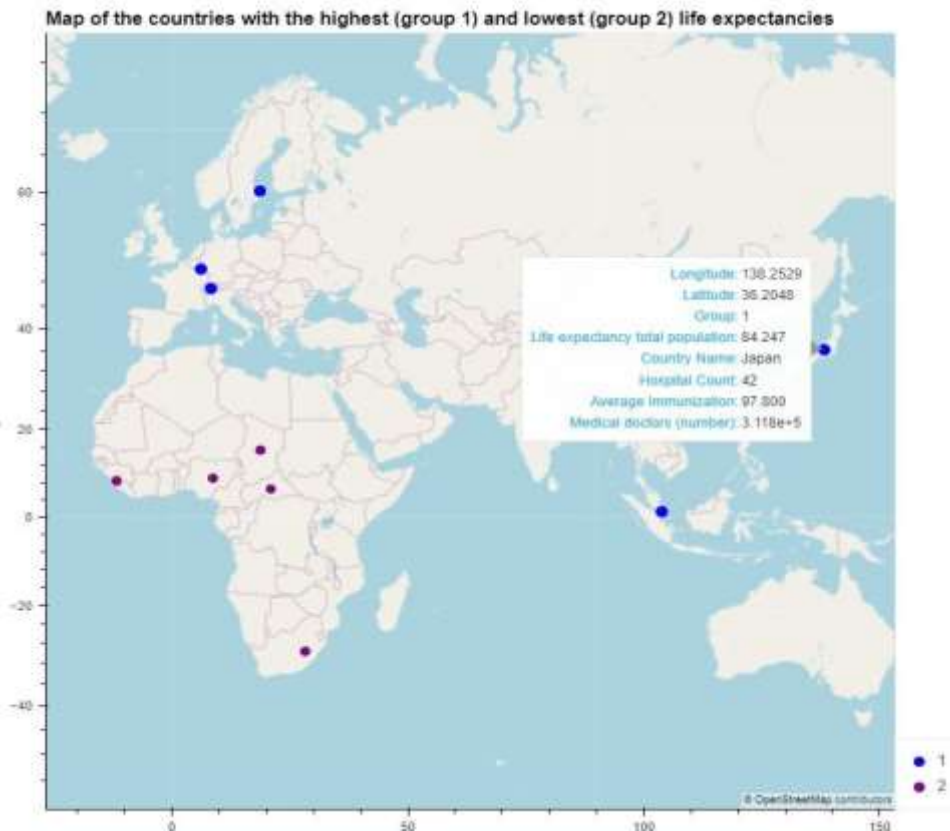 Map of the countries with the highest (group 1) and lowest (group 2) life expectancies
60
40
20
0
-20
-40
Longitude: 138.2529
Latitude: 36.2048
Group: 1
Life expectancy total population: 84.247
Country Name: Japan
Hospital Count: 42
Average Immunization: 97.800
Medical doctors (number): 3.118e+5
© OpenStreetMap contributors
1
2
0
50
100
150